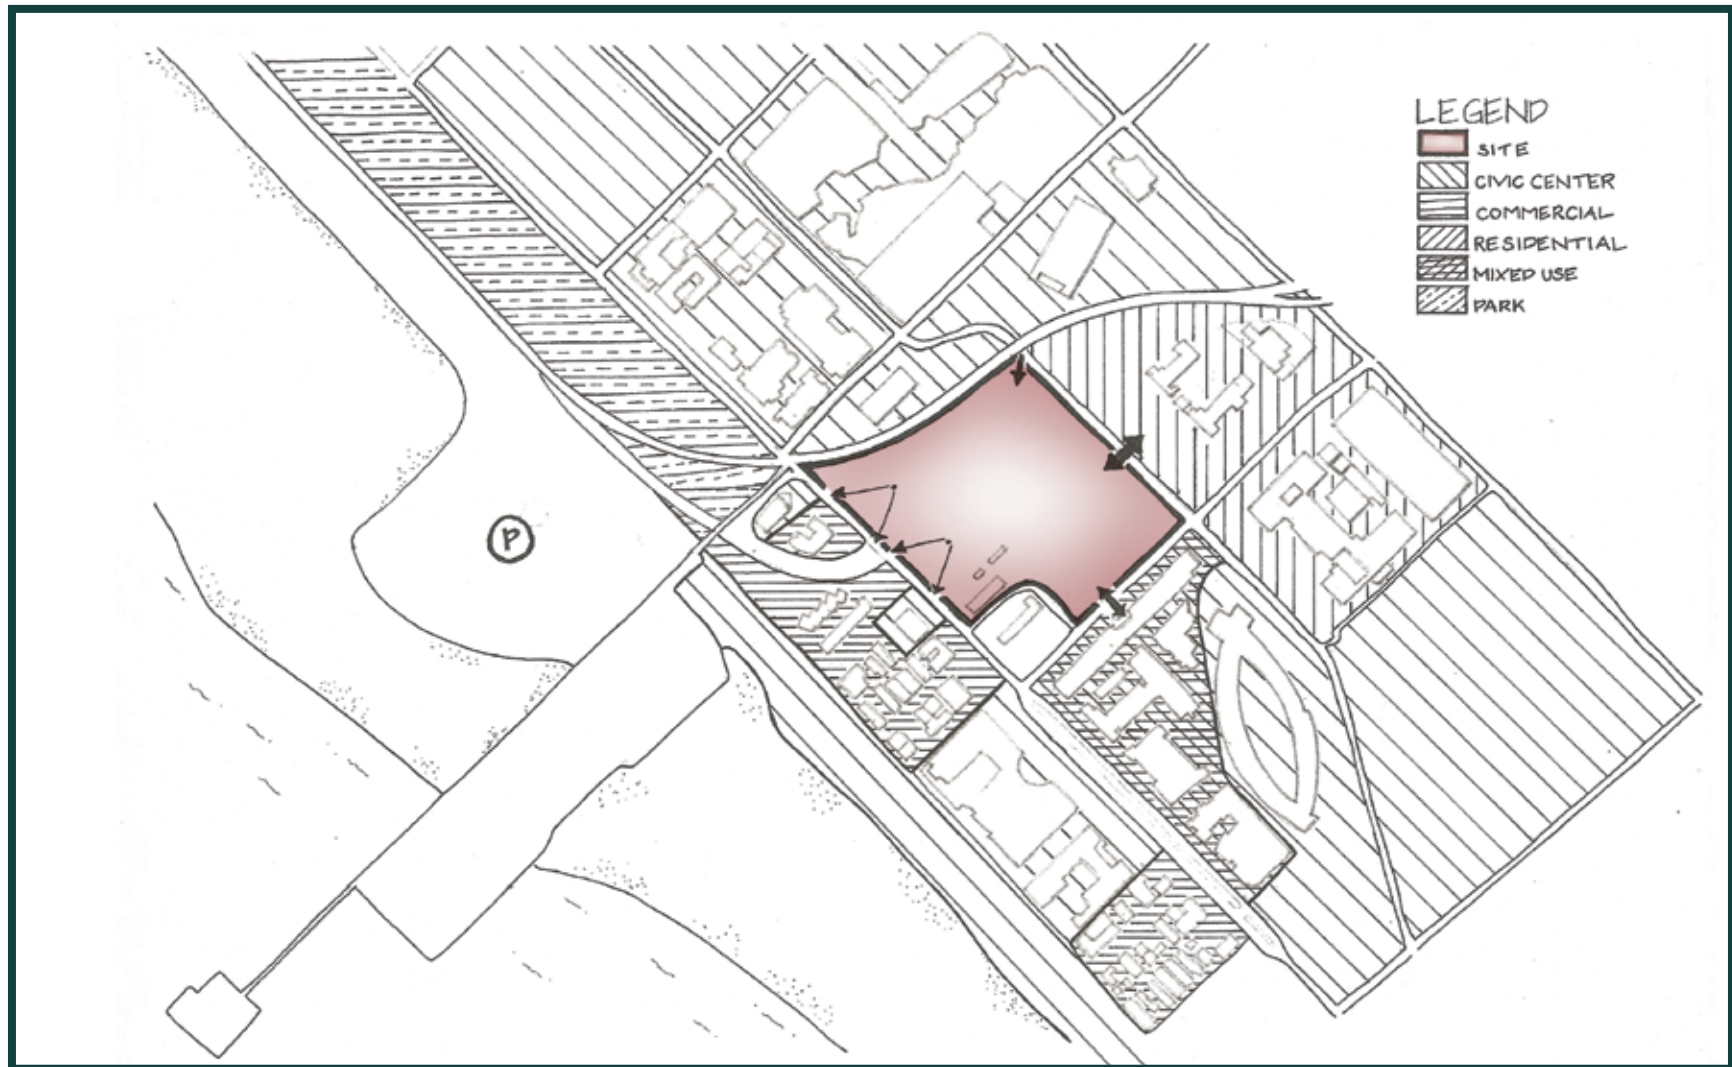 LEGEND
SITE
CIVIC CENTER
COMMERCIAL
RESIDENTIAL
MIXED USE
PARK
P